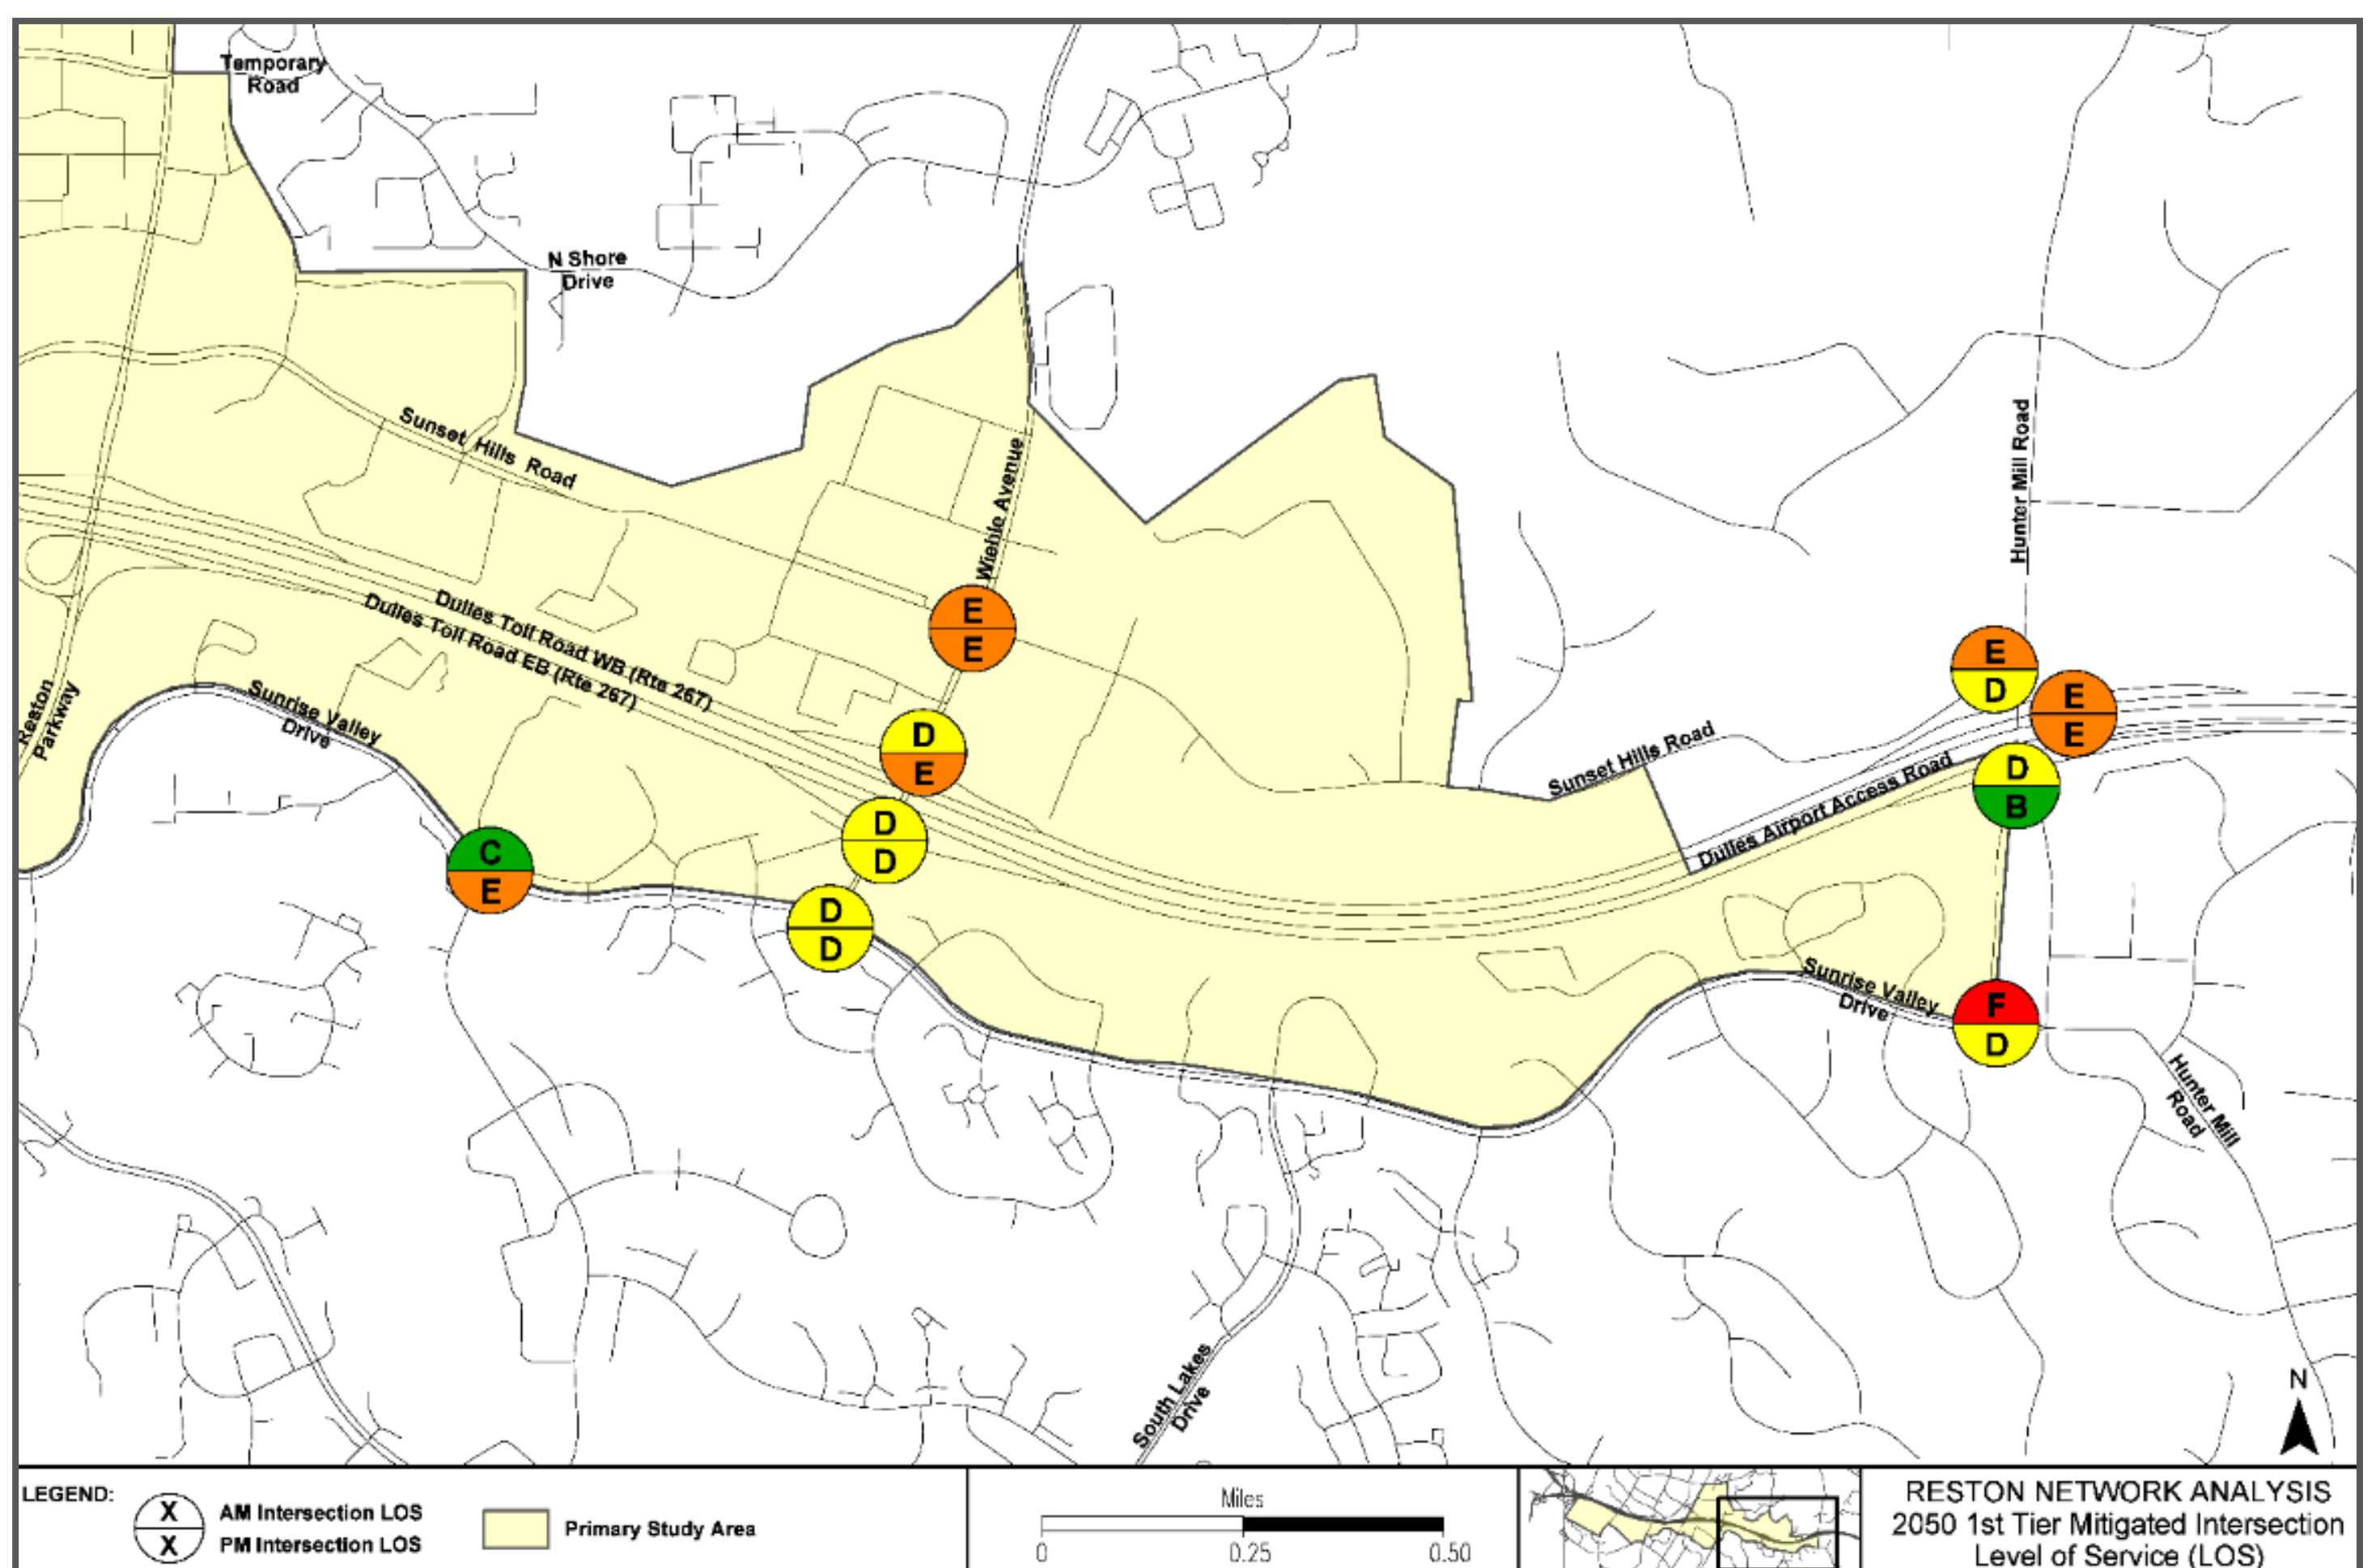 Temporary
Road
N Shore
Drive
Sunset Hills Road
Wiehle Avenue
Hunter Mill Road
E
E
Dulles Toll Road WB (Rte 267)
Dulles Toll Road EB (Rte 267)
E
D
E
E
Reston
Parkway
Sunrise Valley
Drive
D
E
Sunset Hills Road
D
B
Dulles Airport Access Road
D
D
C
E
D
D
Sunrise Valley
Drive
F
D
Hunter Mill
Road
South Lakes
Drive
N
LEGEND:
X
X
AM Intersection LOS
PM Intersection LOS
Primary Study Area
Miles
0 0.25 0.50
RESTON NETWORK ANALYSIS
2050 1st Tier Mitigated Intersection
Level of Service (LOS)